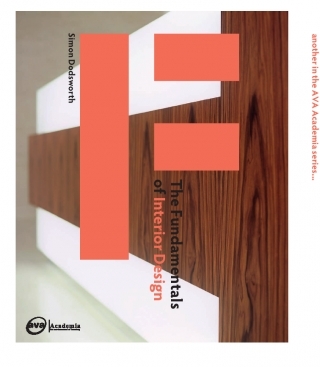 another in the AVA Academia series...
Simon Dodsworth
The Fundamentals
of Interior Design
ava Academia